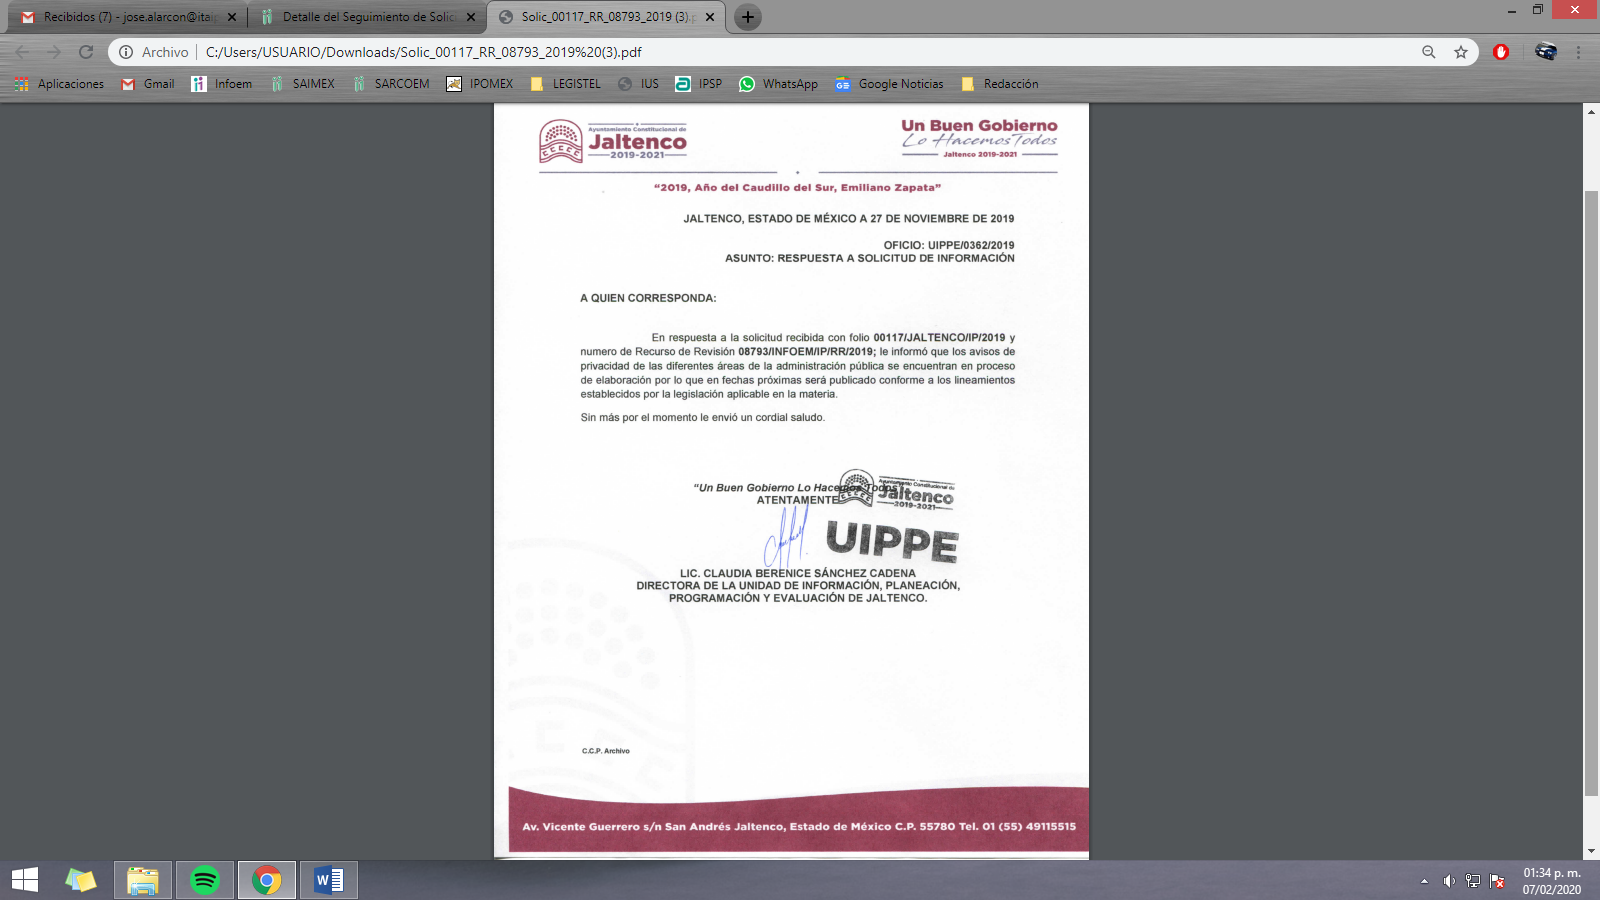 Recibidos (7) - jose.alarcon@itaip
Detalle del Seguimiento de Solic
Solic_00117_RR_08793_2019 (3).p
Archivo
C:/Users/USUARIO/Downloads/Solic_00117_RR_08793_2019%20(3).pdf
Aplicaciones
Gmail
Infoem
SAIMEX
SARCOEM
IPOMEX
LEGISTEL
IUS
IPSP
WhatsApp
Google Noticias
Redacción
Ayuntamiento Constitucional de
Jaltenco
2019-2021
Un Buen Gobierno
Lo Hacemos Todos
Jaltenco 2019-2021
“2019, Año del Caudillo del Sur, Emiliano Zapata”
JALTENCO, ESTADO DE MÉXICO A 27 DE NOVIEMBRE DE 2019
OFICIO: UIPPE/0362/2019
ASUNTO: RESPUESTA A SOLICITUD DE INFORMACIÓN
A QUIEN CORRESPONDA:
En respuesta a la solicitud recibida con folio 00117/JALTENCO/IP/2019 y
numero de Recurso de Revisión 08793/INFOEM/IP/RR/2019; le informó que los avisos de
privacidad de las diferentes áreas de la administración pública se encuentran en proceso
de elaboración por lo que en fechas próximas será publicado conforme a los lineamientos
establecidos por la legislación aplicable en la materia.
Sin más por el momento le envió un cordial saludo.
“Un Buen Gobierno Lo Hacemos Todos”
ATENTAMENTE
Ayuntamiento Constitucional de
Jaltenco
2019-2021
UIPPE
LIC. CLAUDIA BERENICE SÁNCHEZ CADENA
DIRECTORA DE LA UNIDAD DE INFORMACIÓN, PLANEACIÓN,
PROGRAMACIÓN Y EVALUACIÓN DE JALTENCO.
C.C.P. Archivo
Av. Vicente Guerrero s/n San Andrés Jaltenco, Estado de México C.P. 55780 Tel. 01 (55) 49115515
01:34 p. m.
07/02/2020